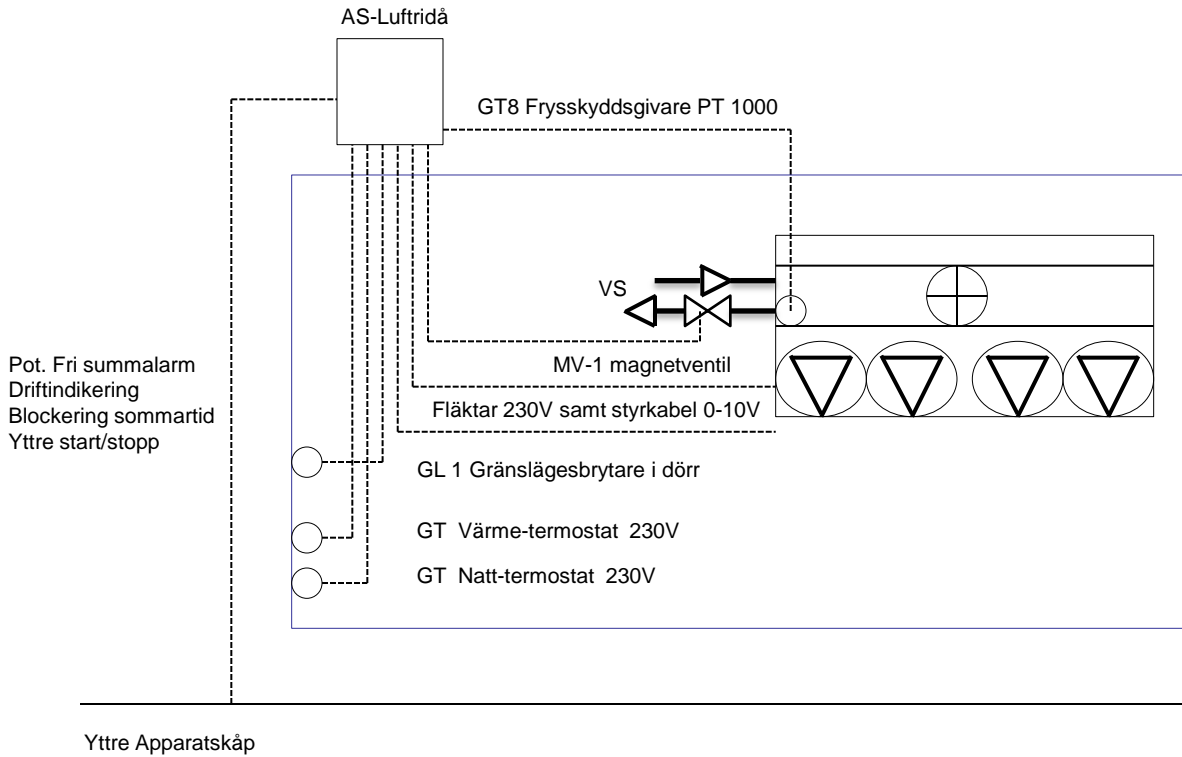 AS-Luftridå
GT8 Frysskyddsgivare PT 1000
VS
MV-1 magnetventil
Pot. Fri summalarm
Driftindikering
Blockering sommartid
Yttre start/stopp
Fläktar 230V samt styrkabel 0-10V
GL 1 Gränslägesbrytare i dörr
GT Värme-termostat 230V
GT Natt-termostat 230V
Yttre Apparatskåp